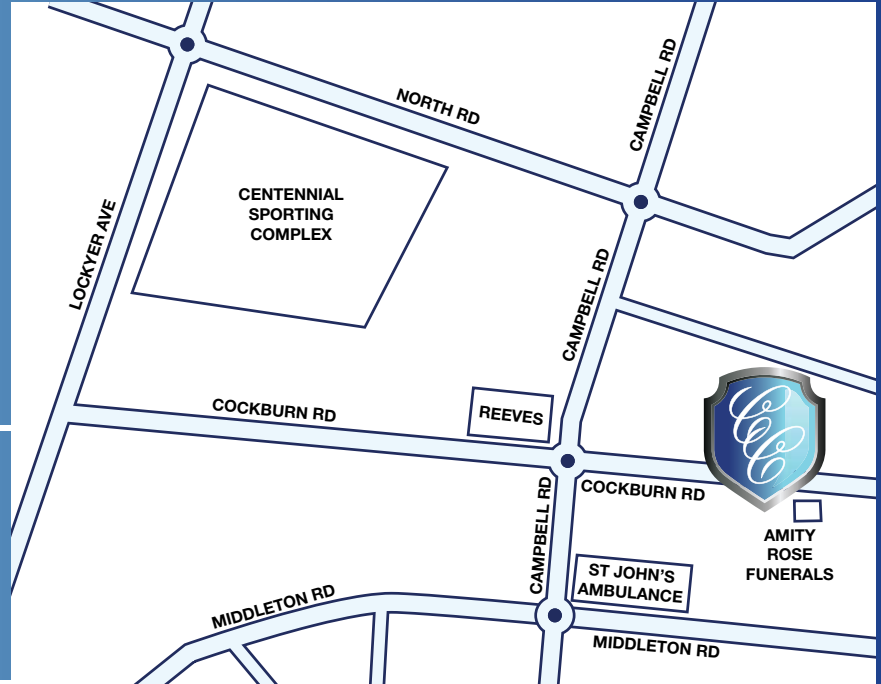 CAMPBELL RD
NORTH RD
CENTENNIAL
SPORTING
COMPLEX
LOCKYER AVE
CAMPBELL RD
COCKBURN RD
REEVES
CCC
COCKBURN RD
CAMPBELL RD
AMITY
ROSE
FUNERALS
ST JOHN'S
AMBULANCE
MIDDLETON RD
MIDDLETON RD